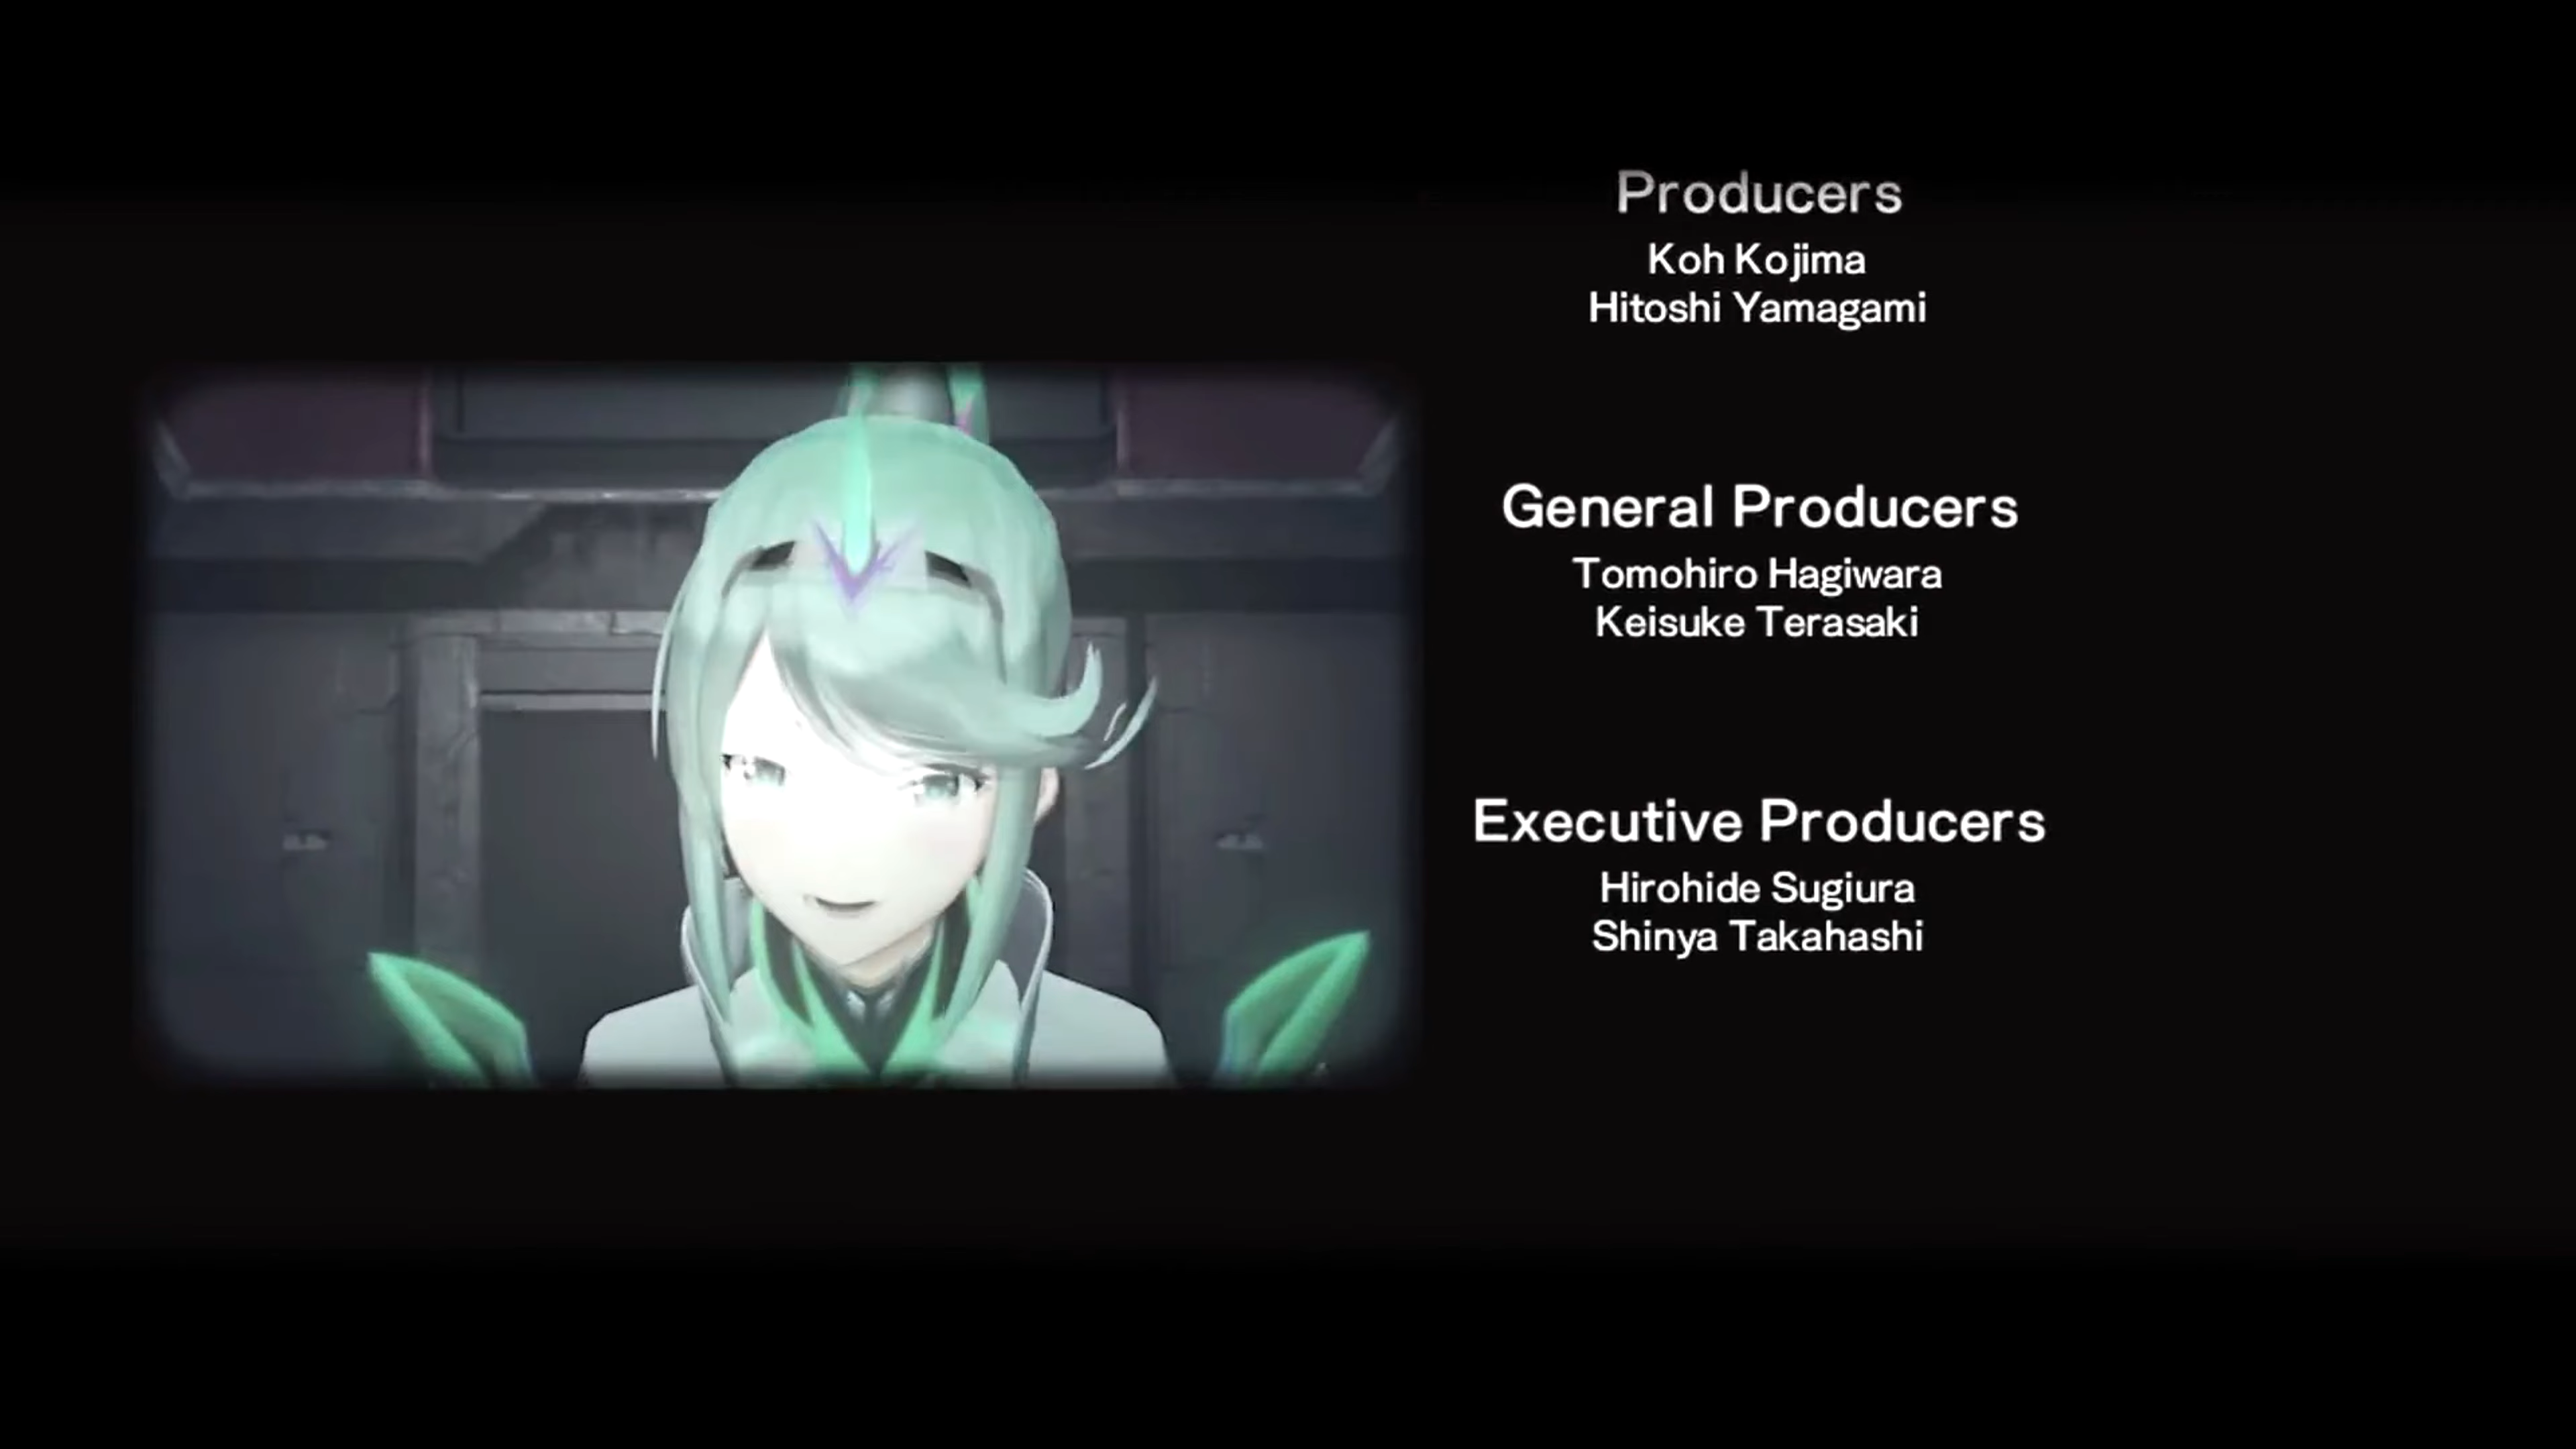 Producers
Koh Kojima
Hitoshi Yamagami
General Producers
Tomohiro Hagiwara
Keisuke Terasaki
Executive Producers
Hirohide Sugiura
Shinya Takahashi